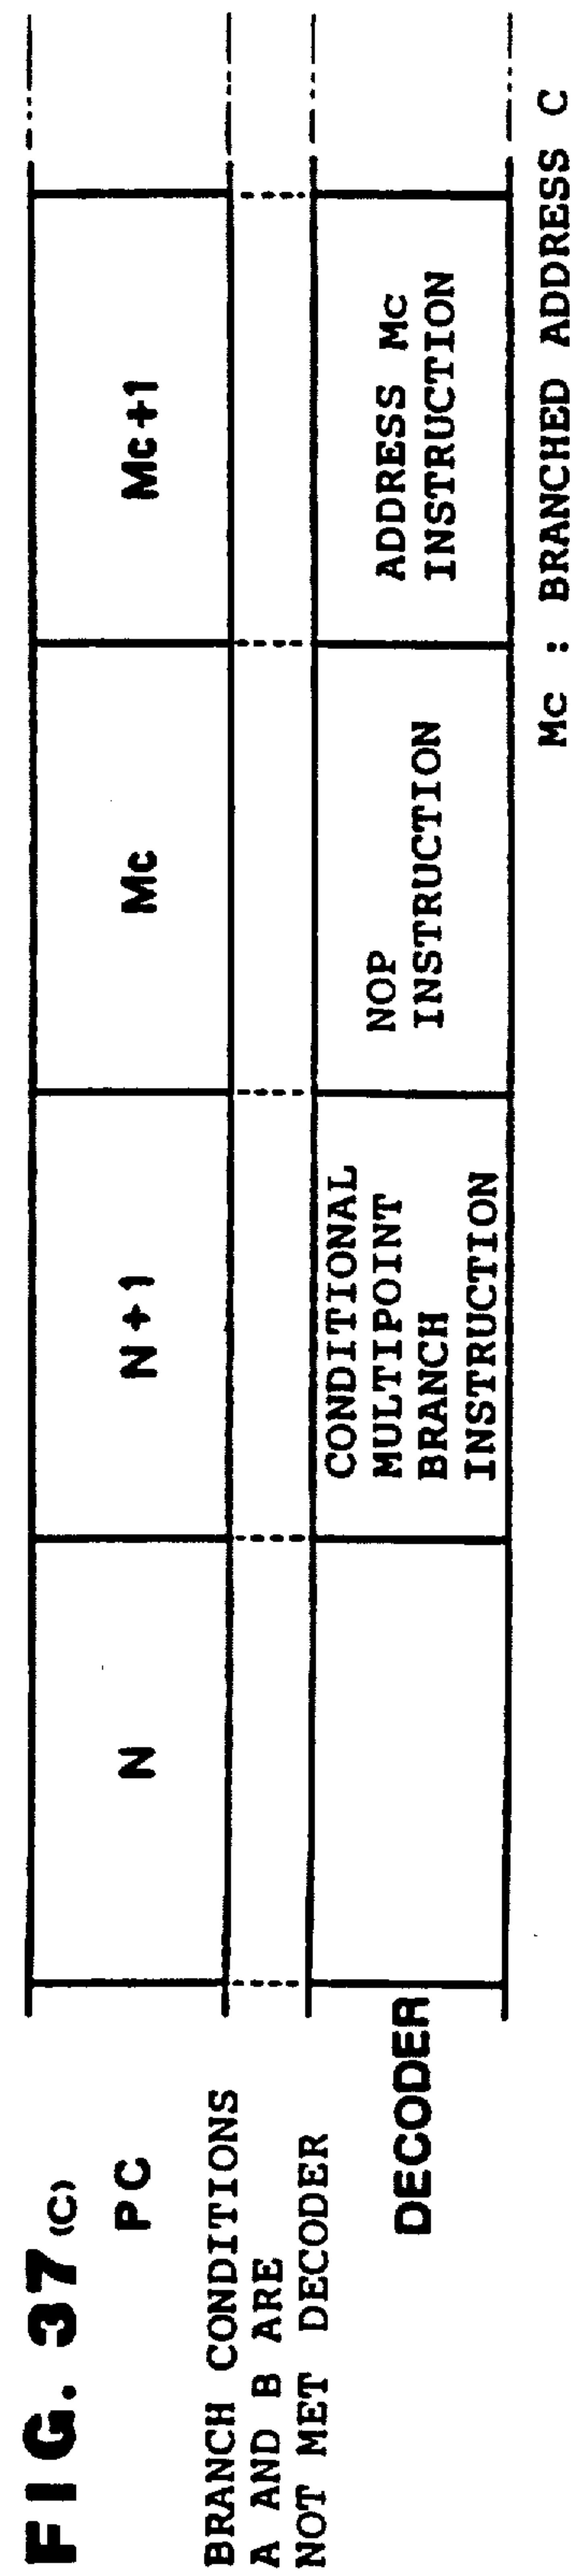 FIG. 37(C)
PC
N
N+1
Mc
Mc+1
BRANCH CONDITIONS
A AND B ARE
NOT MET DECODER
DECODER
CONDITIONAL
MULTIPOINT
BRANCH
INSTRUCTION
NOP
INSTRUCTION
ADDRESS Mc
INSTRUCTION
Mc : BRANCHED ADDRESS C